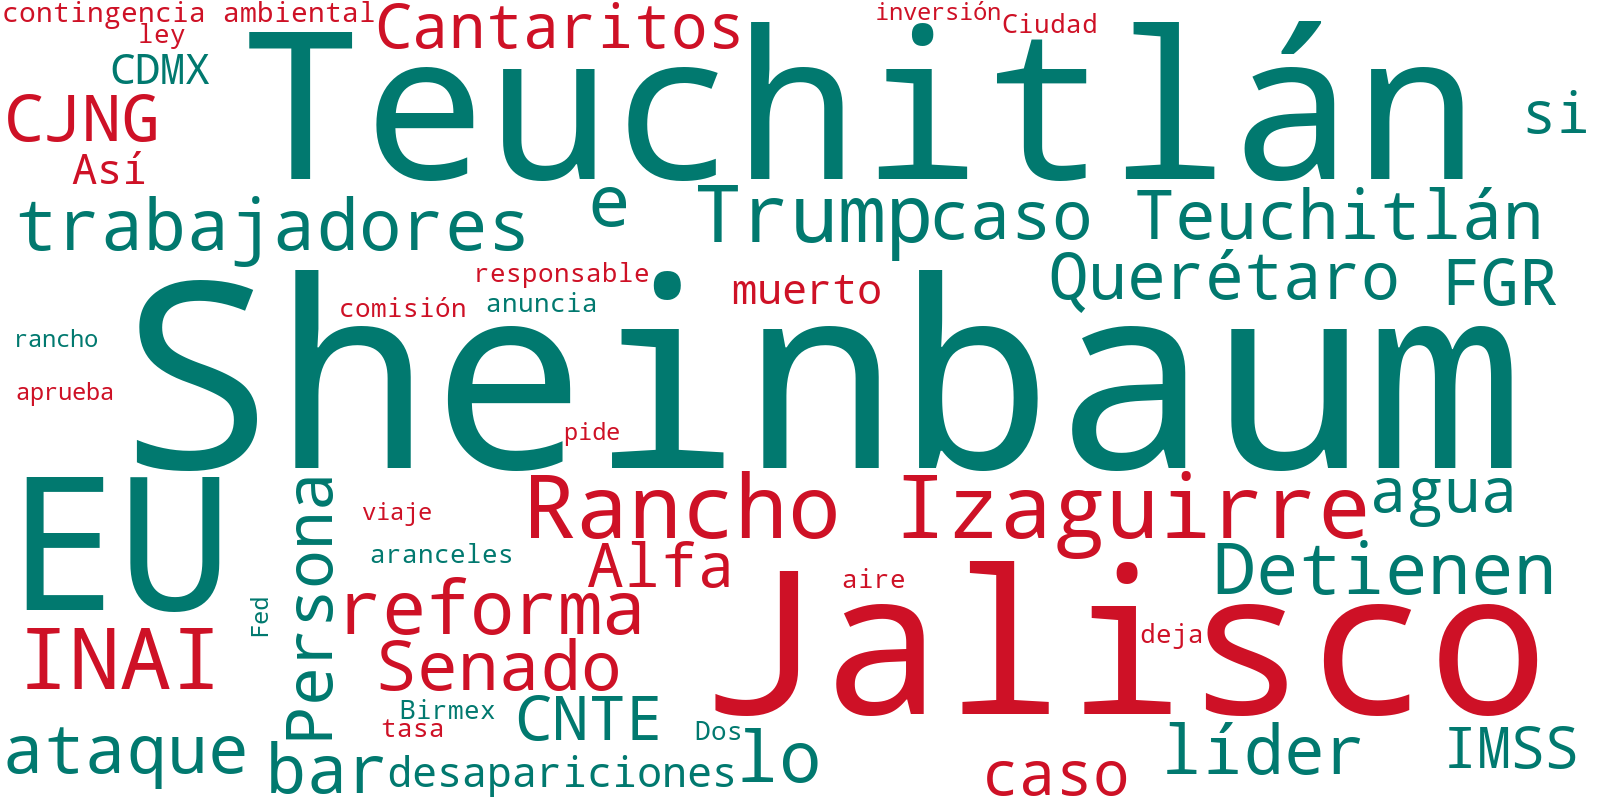 contingencia ambiental
Cantaritos
inversión
Ciudad
ley
CDMX
Teuchitlán
CJNG
si
Así
trabajadores
e
Trump
caso Teuchitlán
Querétaro
FGR
responsable
muerto
comisión
anuncia
Sheinbaum
rancho
aprueba
pide
EU
Persona
viaje
Rancho Izaguirre
agua
aranceles
Alfa
aire
Detienen
Fed
reforma
Jalisco
deja
INAI
Senado
Birmex
tasa
CNTE
Dos
ataque
bar
desapariciones
lo
caso
líder
IMSS